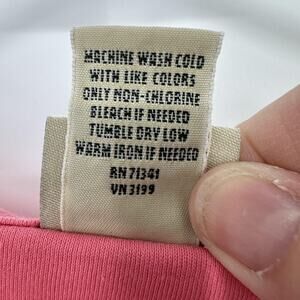 MACHINE WASH COLD
WITH LIKE COLORS
ONLY NON-CHLORINE
BLEACH IF NEEDED
TUMBLE DRY LOW
WARM IRON IF NEEDED
RN 71341
VN 3199